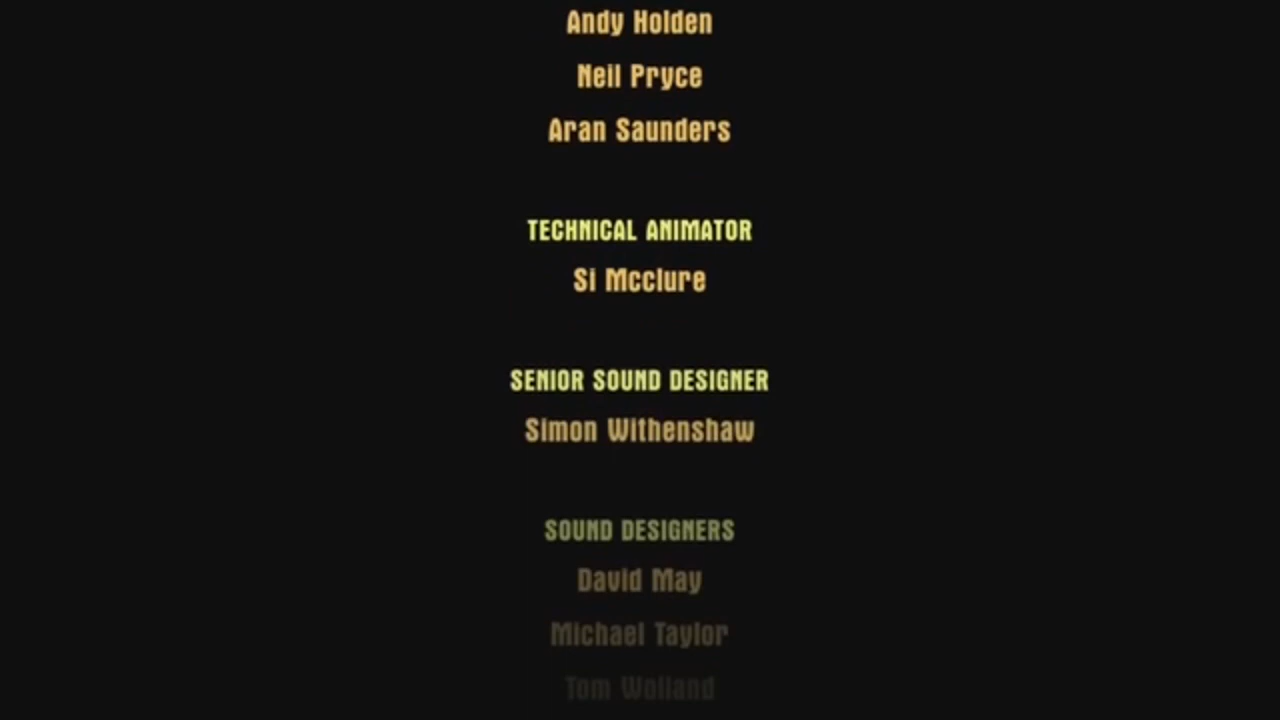 Andy Holden
Neil Pryce
Aran Saunders
TECHNICAL ANIMATOR
Si Mcclure
SENIOR SOUND DESIGNER
Simon Withenshaw
SOUND DESIGNERS
David May
Michael Taylor
Tom Wolland